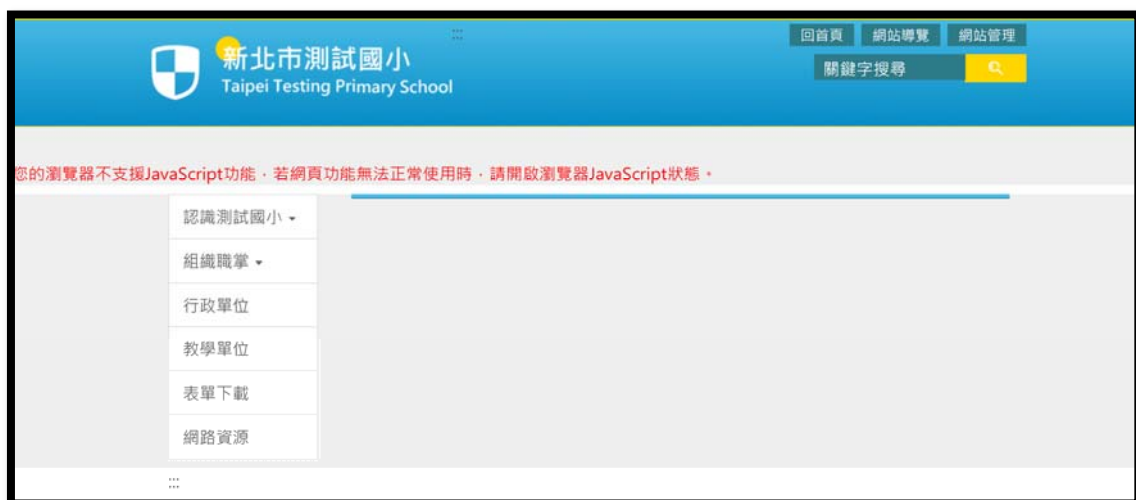 :::
回首頁 網站導覽 網站管理
新北市測試國小
Taipei Testing Primary School
關鍵字搜尋
您的瀏覽器不支援JavaScript功能，若網頁功能無法正常使用時，請開啟瀏覽器JavaScript狀態。
認識測試國小
組織職掌
行政單位
教學單位
表單下載
網路資源
:::